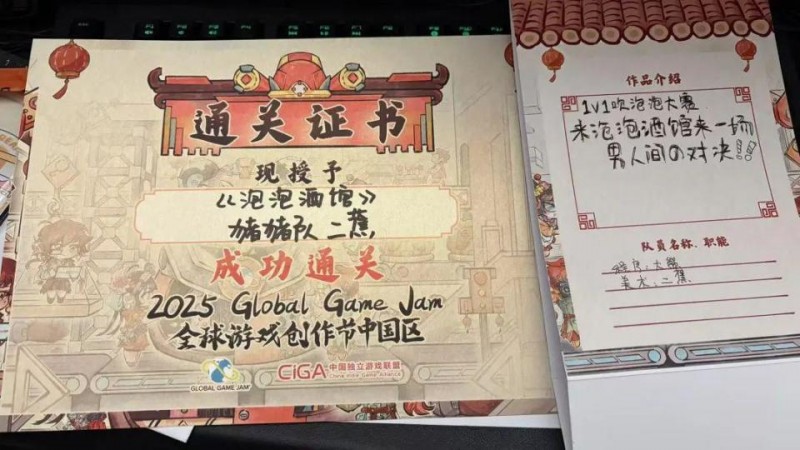 通关证书
现授予
《泡泡酒馆》
猪猪队 二蕉
成功通关
2025 Global Game Jam
全球游戏创作节中国区
GLOBAL GAME JAM
CiGA 中国独立游戏联盟
China Indie Game Alliance
作品介绍
1V1吹泡泡大赛
来泡泡酒馆来一场
男人间の对决!!!
队员名称、职能
美术:二蕉